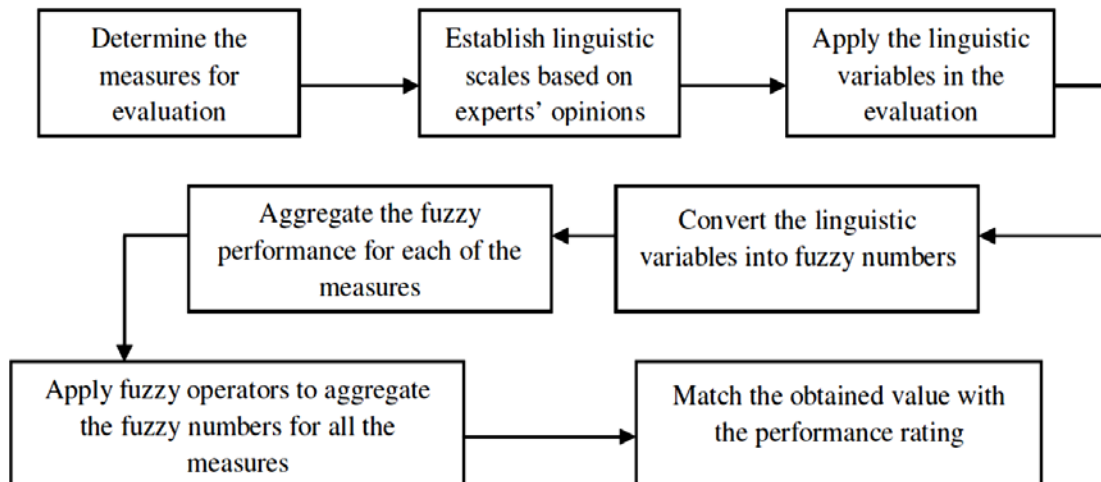 Determine the
measures for
evaluation
Establish linguistic
scales based on
experts’ opinions
Apply the linguistic
variables in the
evaluation
Convert the linguistic
variables into fuzzy numbers
Aggregate the fuzzy
performance for each of the
measures
Apply fuzzy operators to aggregate
the fuzzy numbers for all the
measures
Match the obtained value with
the performance rating